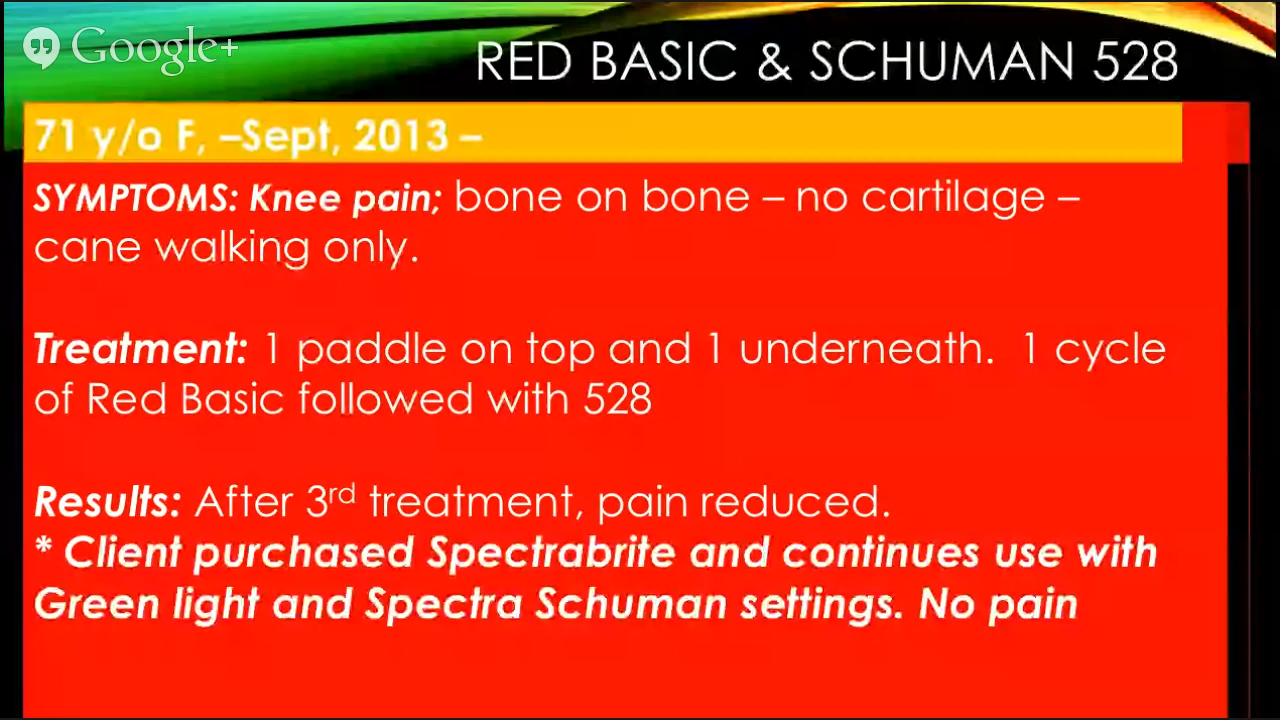 Google+
RED BASIC & SCHUMAN 528
71 y/o F, –Sept, 2013 –
SYMPTOMS: Knee pain; bone on bone – no cartilage –
cane walking only.
Treatment: 1 paddle on top and 1 underneath.  1 cycle
of Red Basic followed with 528
Results: After 3rd treatment, pain reduced.
* Client purchased Spectrabrite and continues use with
Green light and Spectra Schuman settings. No pain